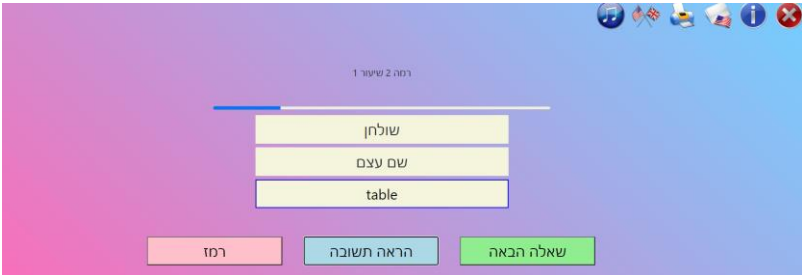 רמה 2 שיעור 1
שולחן
שם עצם
table
שאלה הבאה הראה תשובה רמז